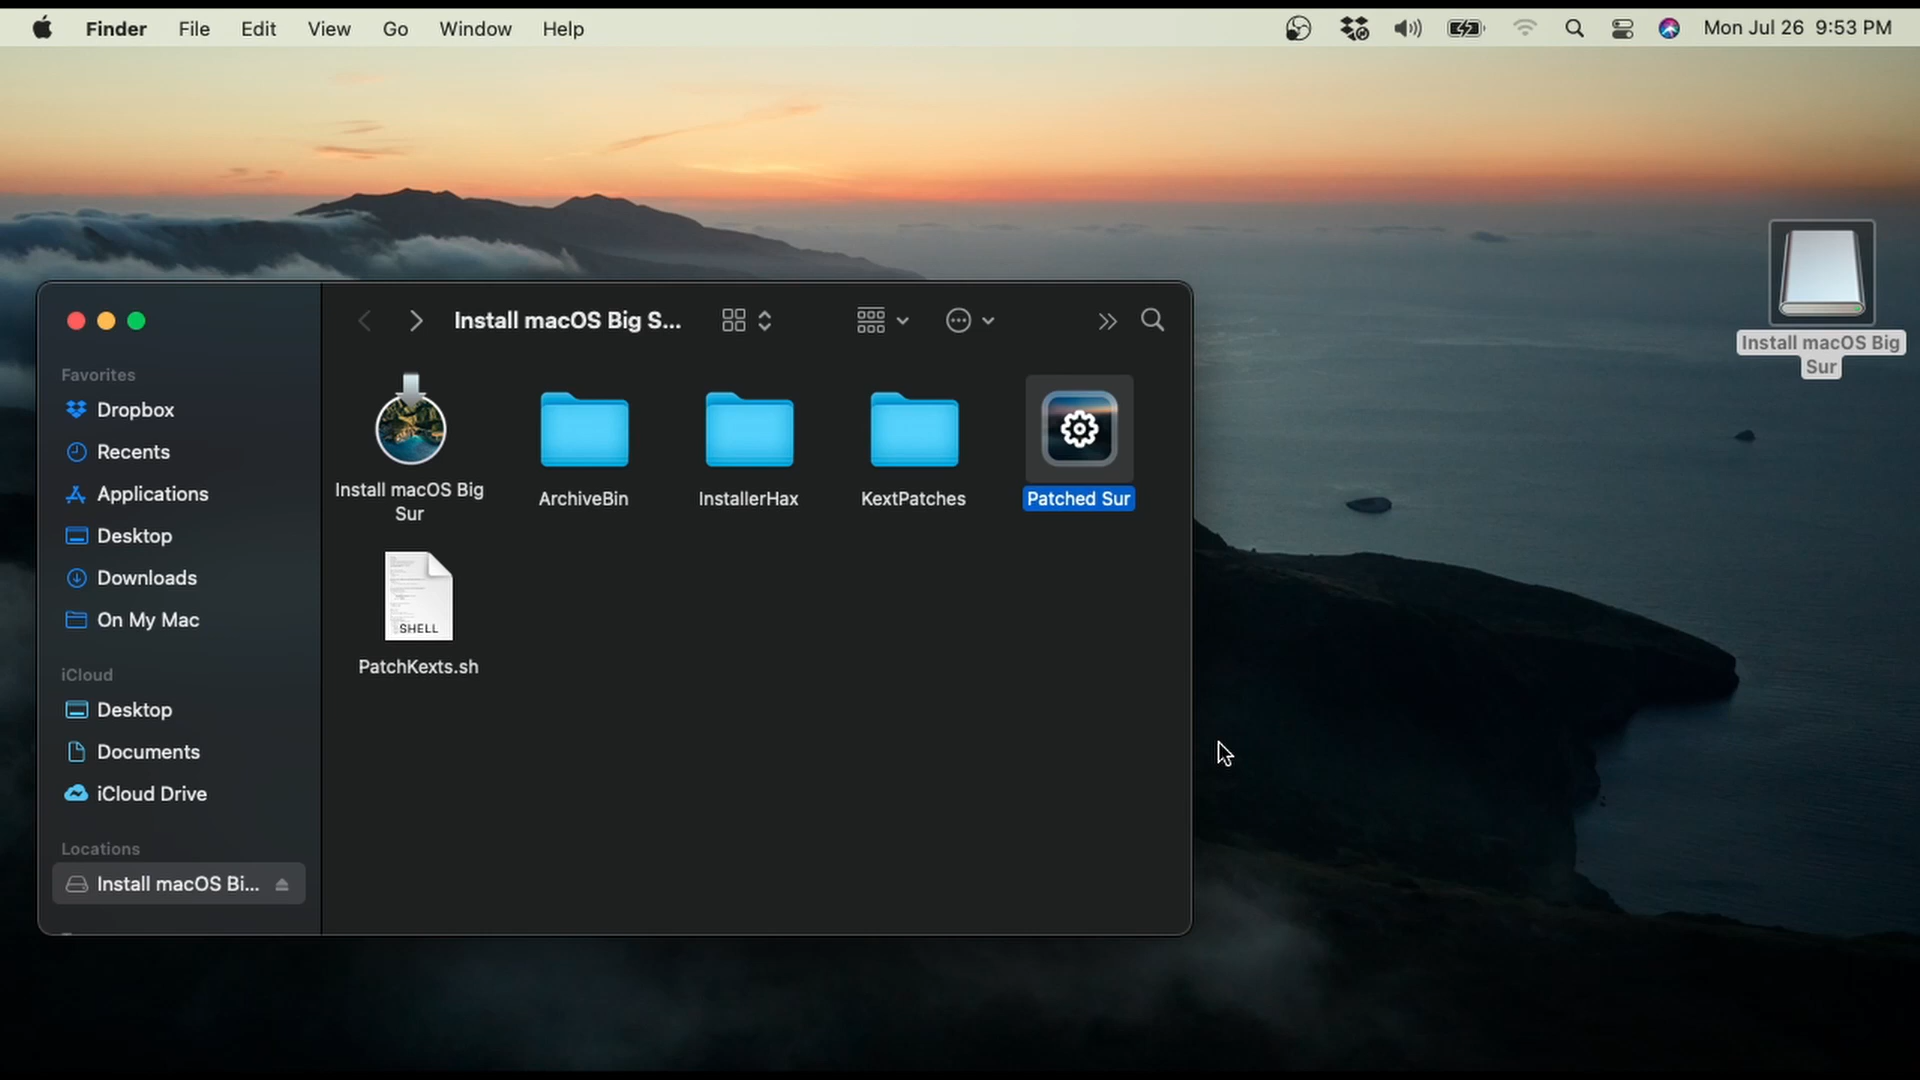 Finder File Edit View Go Window Help Mon Jul 26 9:53 PM
Install macOS Big S...
Favorites
Dropbox
Recents
Applications
Desktop
Downloads
On My Mac
iCloud
Desktop
Documents
iCloud Drive
Locations
Install macOS Bi...
Install macOS Big
Sur
ArchiveBin
InstallerHax
KextPatches
Patched Sur
SHELL
PatchKexts.sh
Install macOS Big
Sur